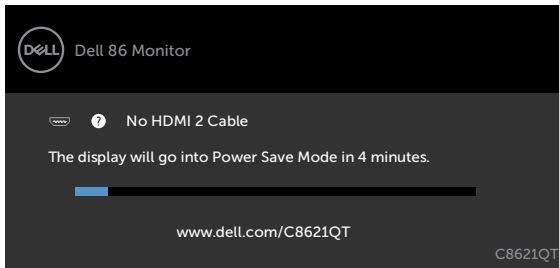 DELL Dell 86 Monitor
? No HDMI 2 Cable
The display will go into Power Save Mode in 4 minutes.
www.dell.com/C8621QT
C8621QT